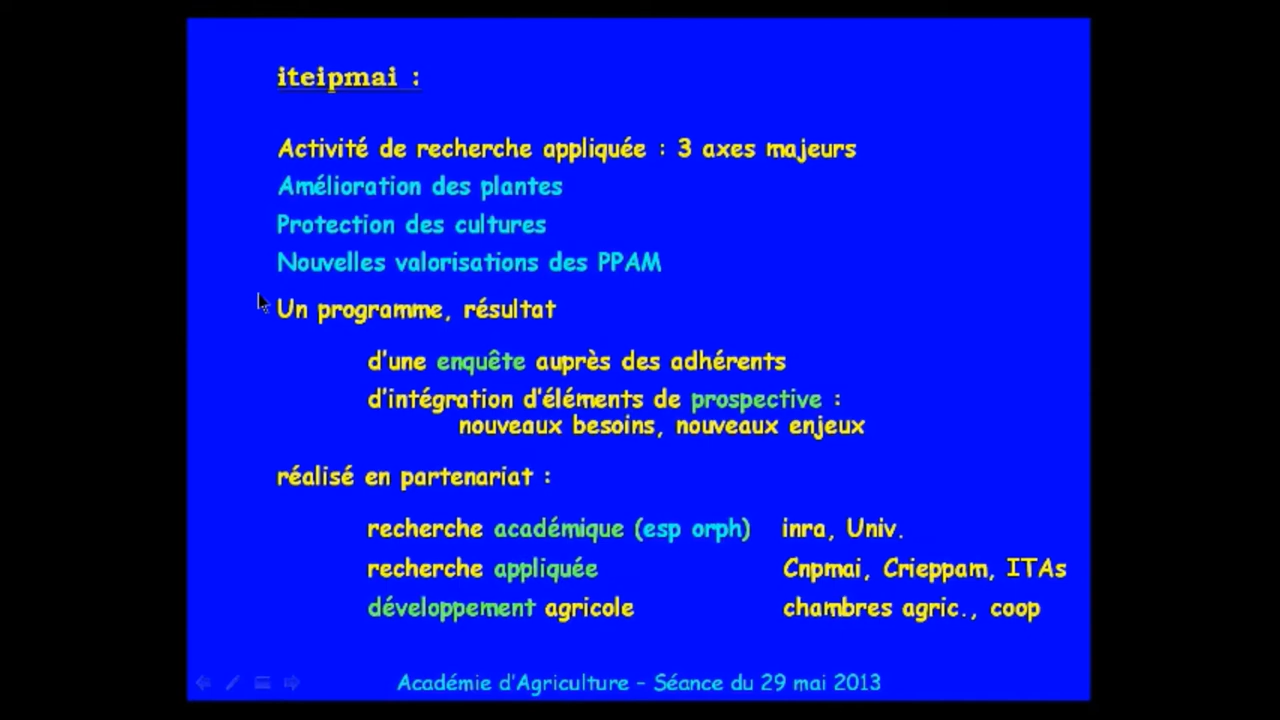 iteipmai :
Activité de recherche appliquée : 3 axes majeurs
Amélioration des plantes
Protection des cultures
Nouvelles valorisations des PPAM
Un programme, résultat
d'une enquête auprès des adhérents
d'intégration d'éléments de prospective :
nouveaux besoins, nouveaux enjeux
réalisé en partenariat :
recherche académique (esp orph) inra, Univ.
recherche appliquée Cnpmai, Crieppam, ITAs
développement agricole chambres agric., coop
Académie d'Agriculture – Séance du 29 mai 2013